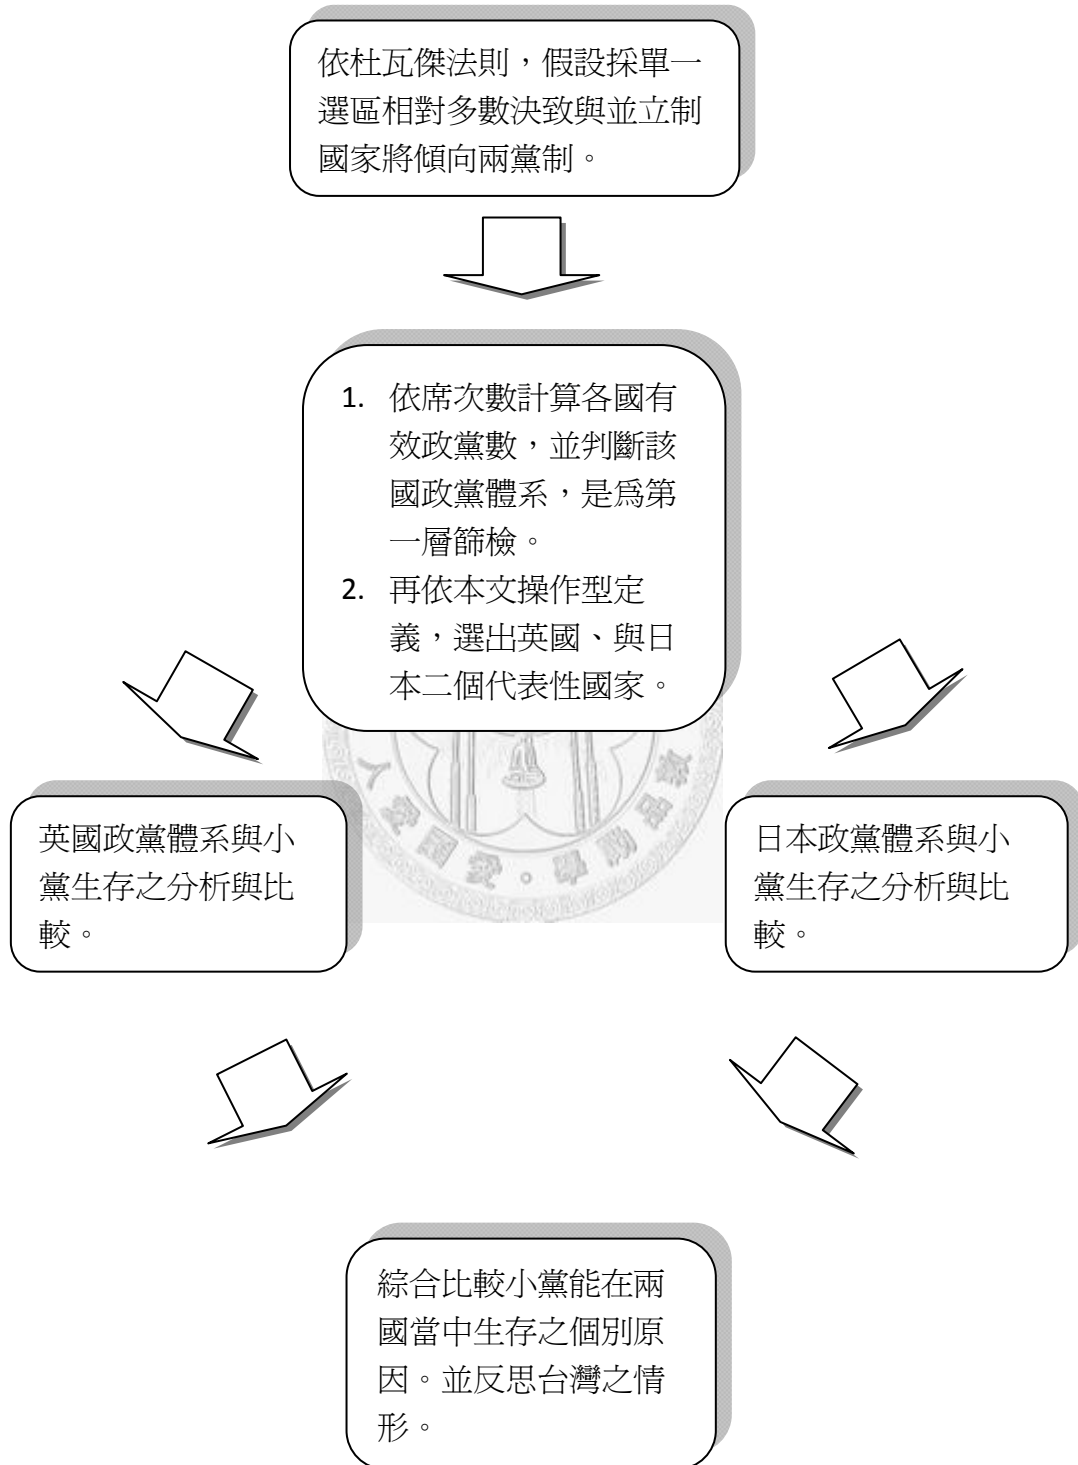 依杜瓦傑法則，假設採單一
選區相對多數決致與並立制
國家將傾向兩黨制。
1. 依席次數計算各國有
效政黨數，並判斷該
國政黨體系，是為第
一層篩檢。
2. 再依本文操作型定
義，選出英國、與日
本二個代表性國家。
英國政黨體系與小
黨生存之分析與比
較。
日本政黨體系與小
黨生存之分析與比
較。
綜合比較小黨能在兩
國當中生存之個別原
因。並反思台灣之情
形。